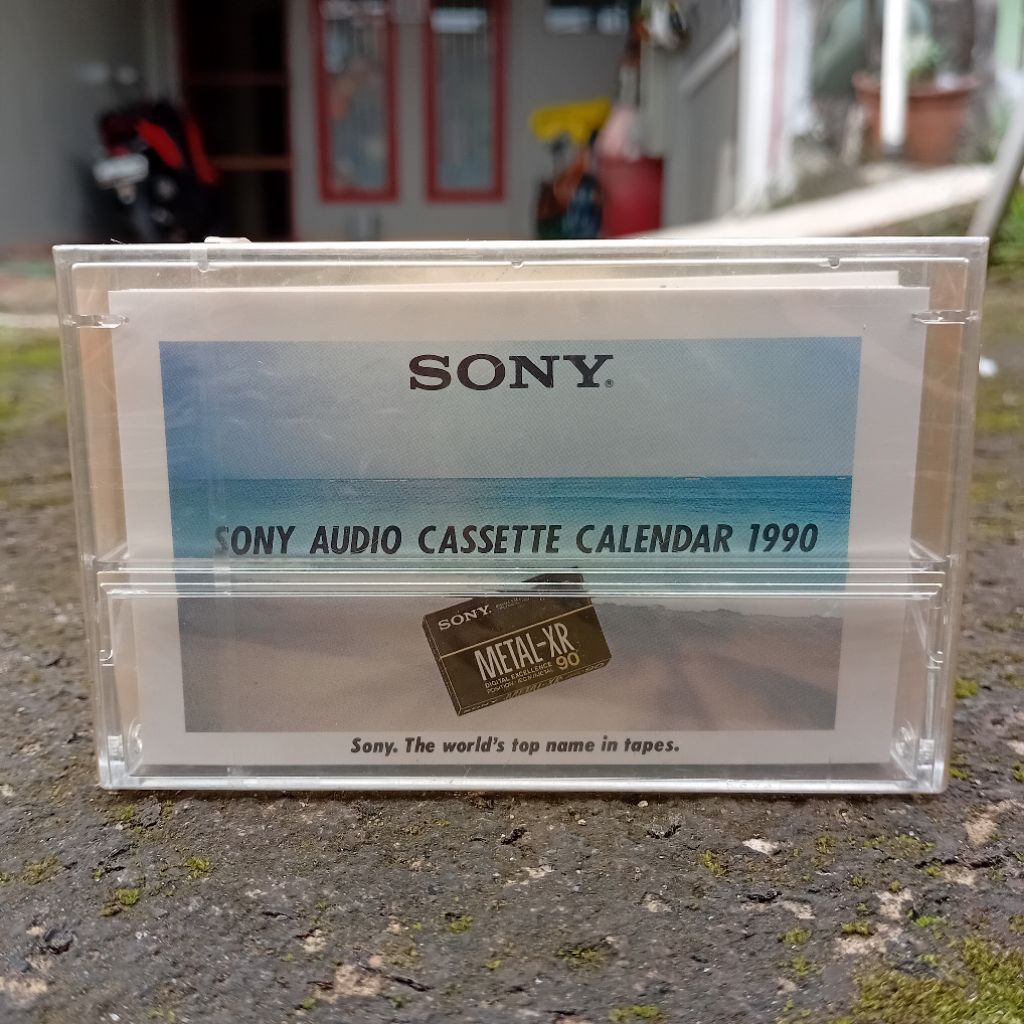 SONY®
SONY AUDIO CASSETTE CALENDAR 1990
SONY
METAL-XR
DIGITAL EXCELLENCE 90
Sony. The world's top name in tapes.